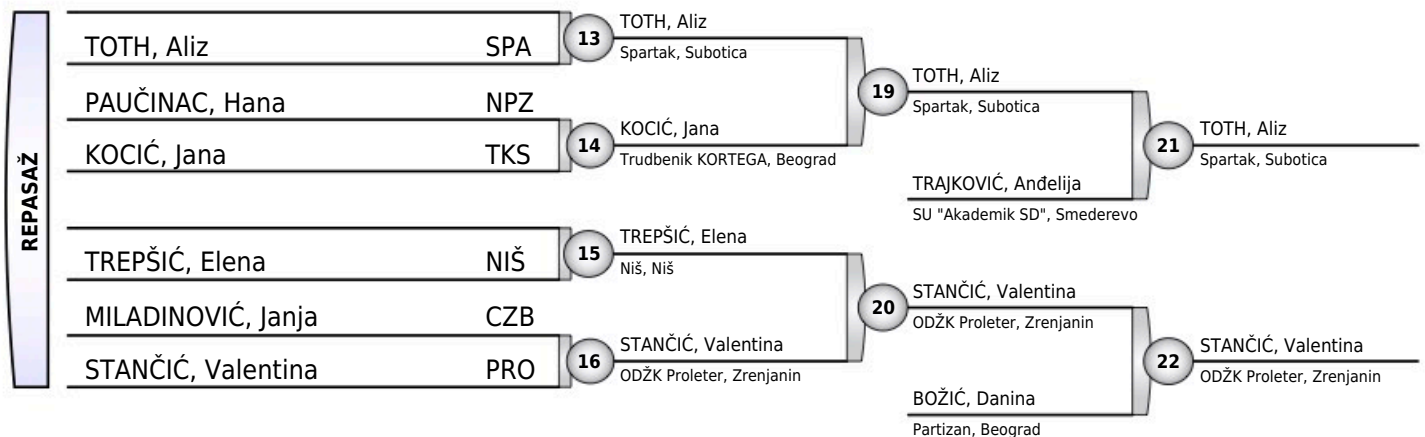 REPASAŽ
TOTH, Aliz SPA
PAUČINAC, Hana NPZ
KOCIĆ, Jana TKS
TREPŠIĆ, Elena NIŠ
MILADINOVIĆ, Janja CZB
STANČIĆ, Valentina PRO
13
TOTH, Aliz
Spartak, Subotica
14
KOCIĆ, Jana
Trudbenik KORTEGA, Beograd
15
TREPŠIĆ, Elena
Niš, Niš
16
STANČIĆ, Valentina
ODŽK Proleter, Zrenjanin
19
TOTH, Aliz
Spartak, Subotica
TRAJKOVIĆ, Anđelija
SU "Akademik SD", Smederevo
20
STANČIĆ, Valentina
ODŽK Proleter, Zrenjanin
BOŽIĆ, Danina
Partizan, Beograd
21
TOTH, Aliz
Spartak, Subotica
22
STANČIĆ, Valentina
ODŽK Proleter, Zrenjanin